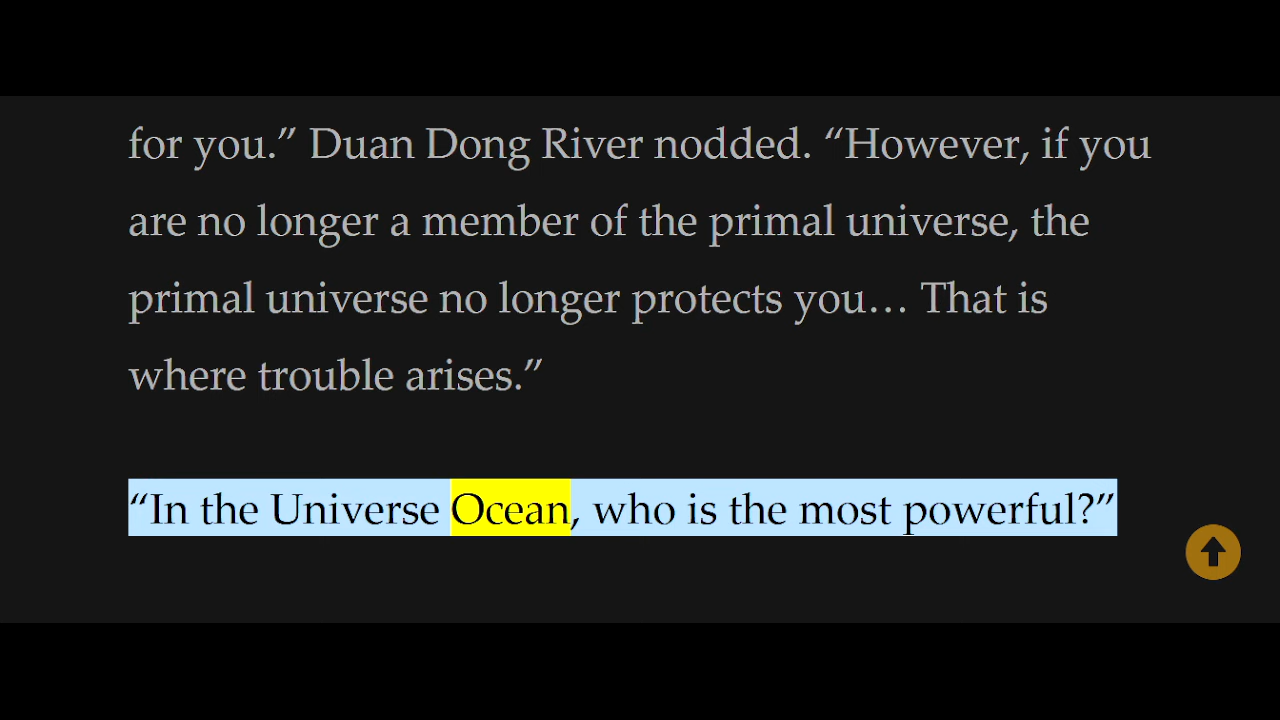 for you.” Duan Dong River nodded. “However, if you
are no longer a member of the primal universe, the
primal universe no longer protects you… That is
where trouble arises.”
“In the Universe Ocean, who is the most powerful?”